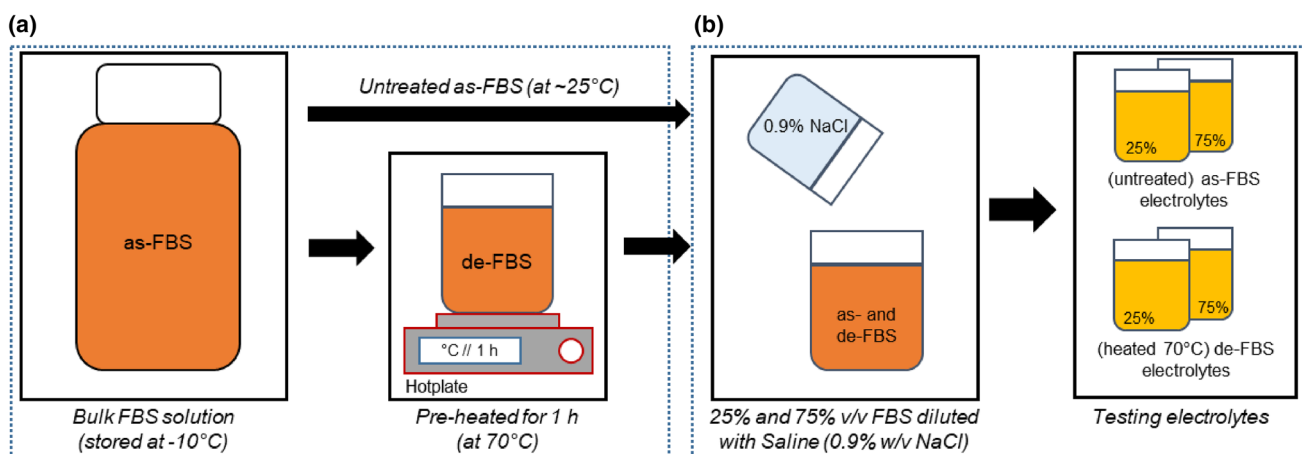 (a)
(b)
Untreated as-FBS (at ~25°C)
as-FBS
de-FBS
°C // 1 h
Hotplate
Bulk FBS solution
(stored at -10°C)
Pre-heated for 1 h
(at 70°C)
0.9% NaCl
as- and
de-FBS
25% and 75% v/v FBS diluted
with Saline (0.9% w/v NaCl)
25%
75%
(untreated) as-FBS
electrolytes
25%
75%
(heated 70°C) de-FBS
electrolytes
Testing electrolytes